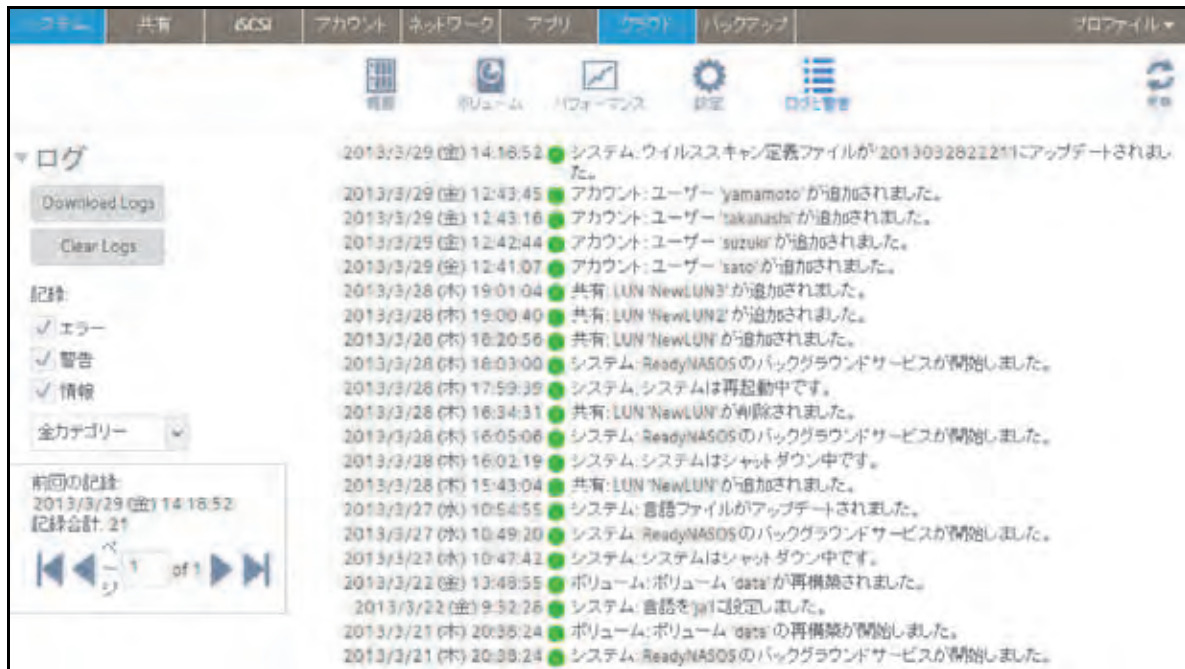 システム 共有 iSCSI アカウント ネットワーク アプリ クラウド バックアップ プロファイル
概要 ボリューム パフォーマンス 設定 ログと警告 更新
ログ
Download Logs
Clear Logs
記録:
エラー
警告
情報
全カテゴリー
前回の記録:
2013/3/29 (金) 14:18:52
記録合計: 21
ページ 1 of 1
2013/3/29 (金) 14:18:52 システム: ウイルススキャン定義ファイルが '2013032822211にアップデートされまし
た。
2013/3/29 (金) 12:43:45 アカウント: ユーザー 'yamamoto' が追加されました。
2013/3/29 (金) 12:43:16 アカウント: ユーザー 'takanashi' が追加されました。
2013/3/29 (金) 12:42:44 アカウント: ユーザー 'suzuki' が追加されました。
2013/3/29 (金) 12:41:07 アカウント: ユーザー 'sato' が追加されました。
2013/3/28 (木) 19:01:04 共有: LUN 'NewLUN3' が追加されました。
2013/3/28 (木) 19:00:40 共有: LUN 'NewLUN2' が追加されました。
2013/3/28 (木) 18:20:56 共有: LUN 'NewLUN' が追加されました。
2013/3/28 (木) 18:03:00 システム: ReadyNASOSのバックグラウンドサービスが開始しました。
2013/3/28 (木) 17:59:39 システム: システムは再起動中です。
2013/3/28 (木) 16:34:31 共有: LUN 'NewLUN' が削除されました。
2013/3/28 (木) 16:05:06 システム: ReadyNASOSのバックグラウンドサービスが開始しました。
2013/3/28 (木) 16:02:19 システム: システムはシャットダウン中です。
2013/3/28 (木) 15:43:04 共有: LUN 'NewLUN' が追加されました。
2013/3/27 (水) 10:54:55 システム: 言語ファイルがアップデートされました。
2013/3/27 (水) 10:49:20 システム: ReadyNASOSのバックグラウンドサービスが開始しました。
2013/3/27 (水) 10:47:42 システム: システムはシャットダウン中です。
2013/3/22 (金) 13:48:55 ボリューム: ボリューム 'data' が再構築されました。
2013/3/22 (金) 9:32:28 システム: 言語を'ja'に設定しました。
2013/3/21 (木) 20:38:24 ボリューム: ボリューム 'data' の再構築が開始しました。
2013/3/21 (木) 20:38:24 システム: ReadyNASOSのバックグラウンドサービスが開始しました。